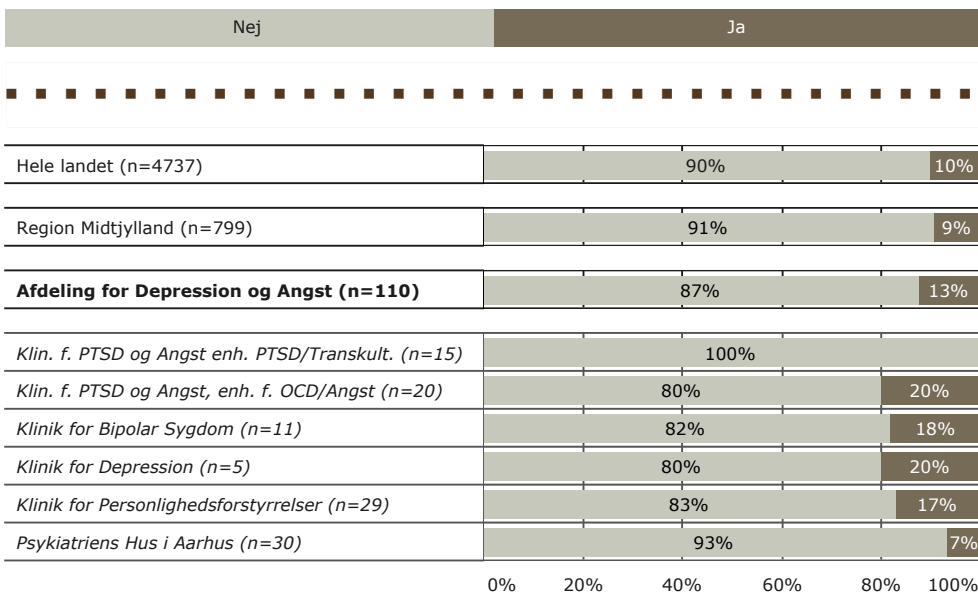 Nej Ja
Hele landet (n=4737) 90% 10%
Region Midtjylland (n=799) 91% 9%
Afdeling for Depression og Angst (n=110) 87% 13%
Klin. f. PTSD og Angst enh. PTSD/Transkult. (n=15) 100%
Klin. f. PTSD og Angst, enh. f. OCD/Angst (n=20) 80% 20%
Klinik for Bipolar Sygdom (n=11) 82% 18%
Klinik for Depression (n=5) 80% 20%
Klinik for Personlighedsforstyrrelser (n=29) 83% 17%
Psykiatriens Hus i Aarhus (n=30) 93% 7%
0% 20% 40% 60% 80% 100%